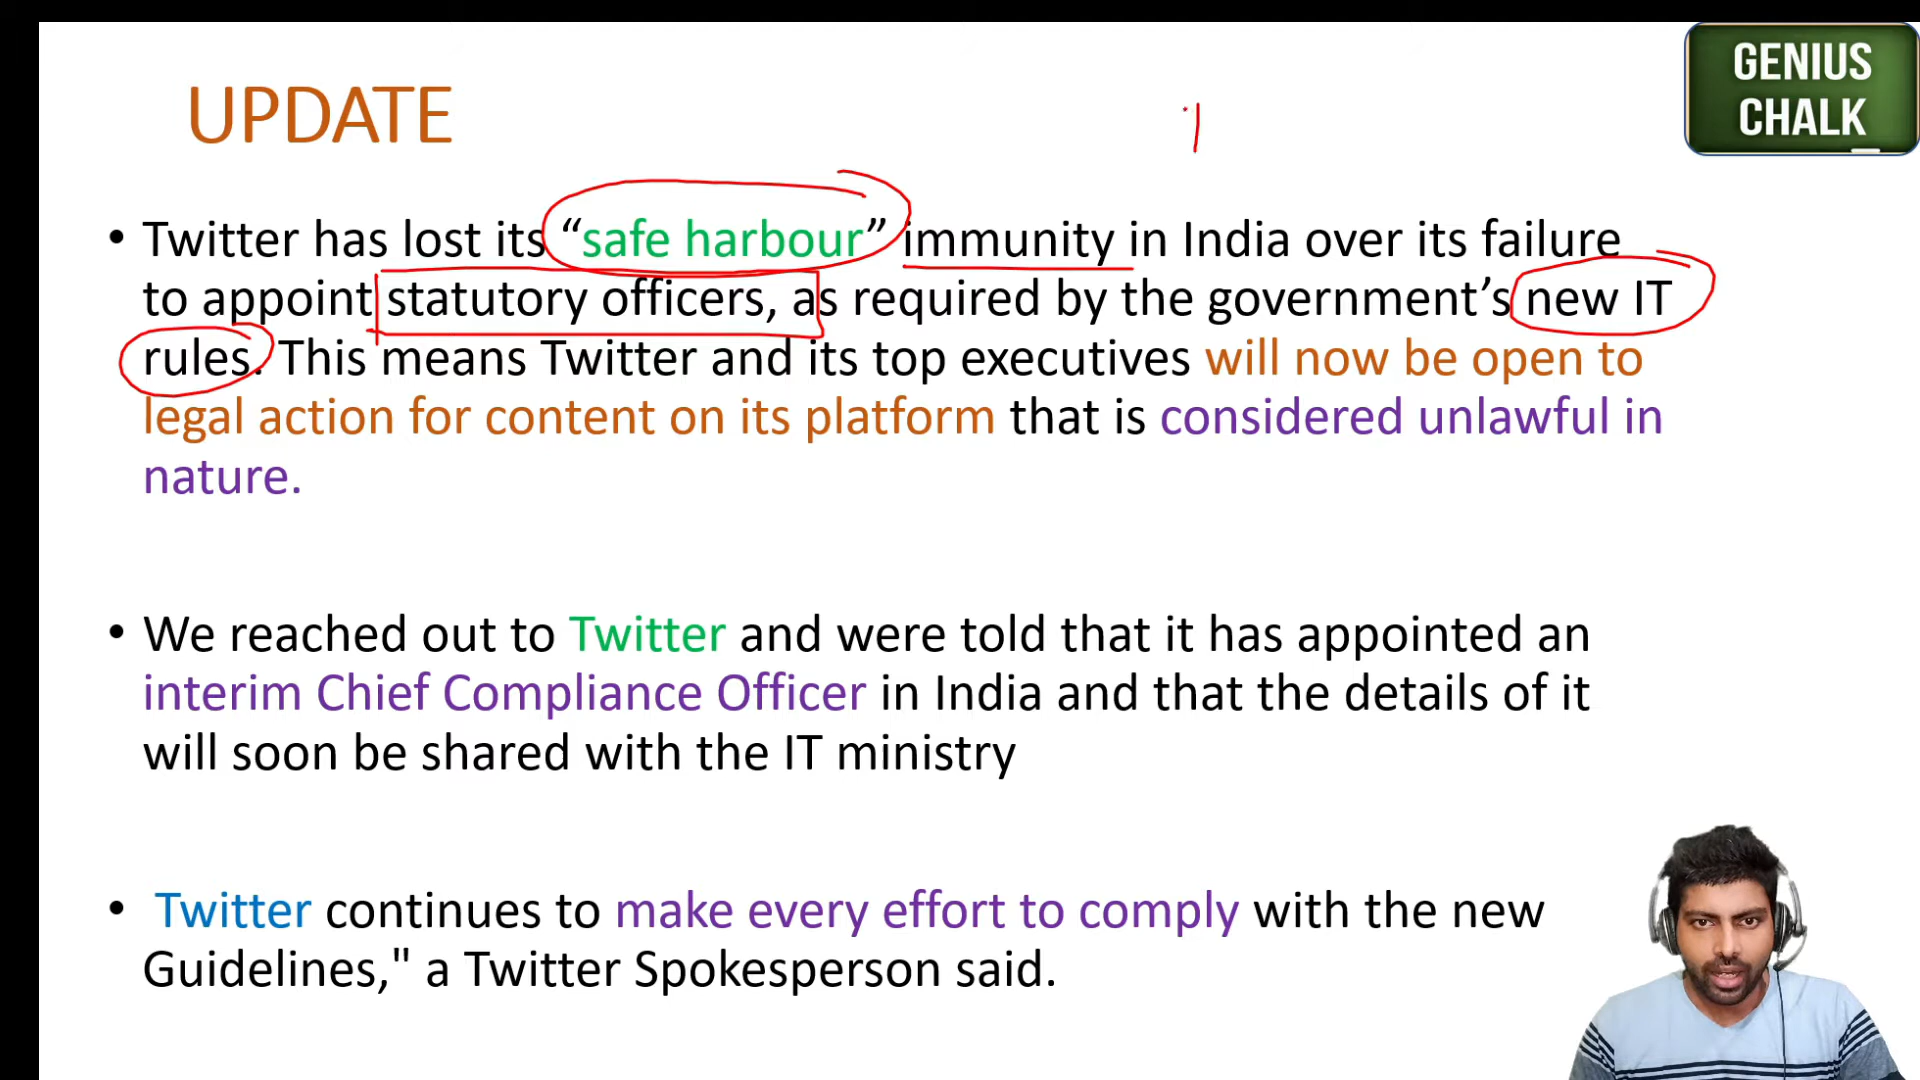 UPDATE
GENIUS
CHALK
• Twitter has lost its “safe harbour” immunity in India over its failure
to appoint statutory officers, as required by the government’s new IT
rules. This means Twitter and its top executives will now be open to
legal action for content on its platform that is considered unlawful in
nature.
• We reached out to Twitter and were told that it has appointed an
interim Chief Compliance Officer in India and that the details of it
will soon be shared with the IT ministry
• Twitter continues to make every effort to comply with the new
Guidelines," a Twitter Spokesperson said.